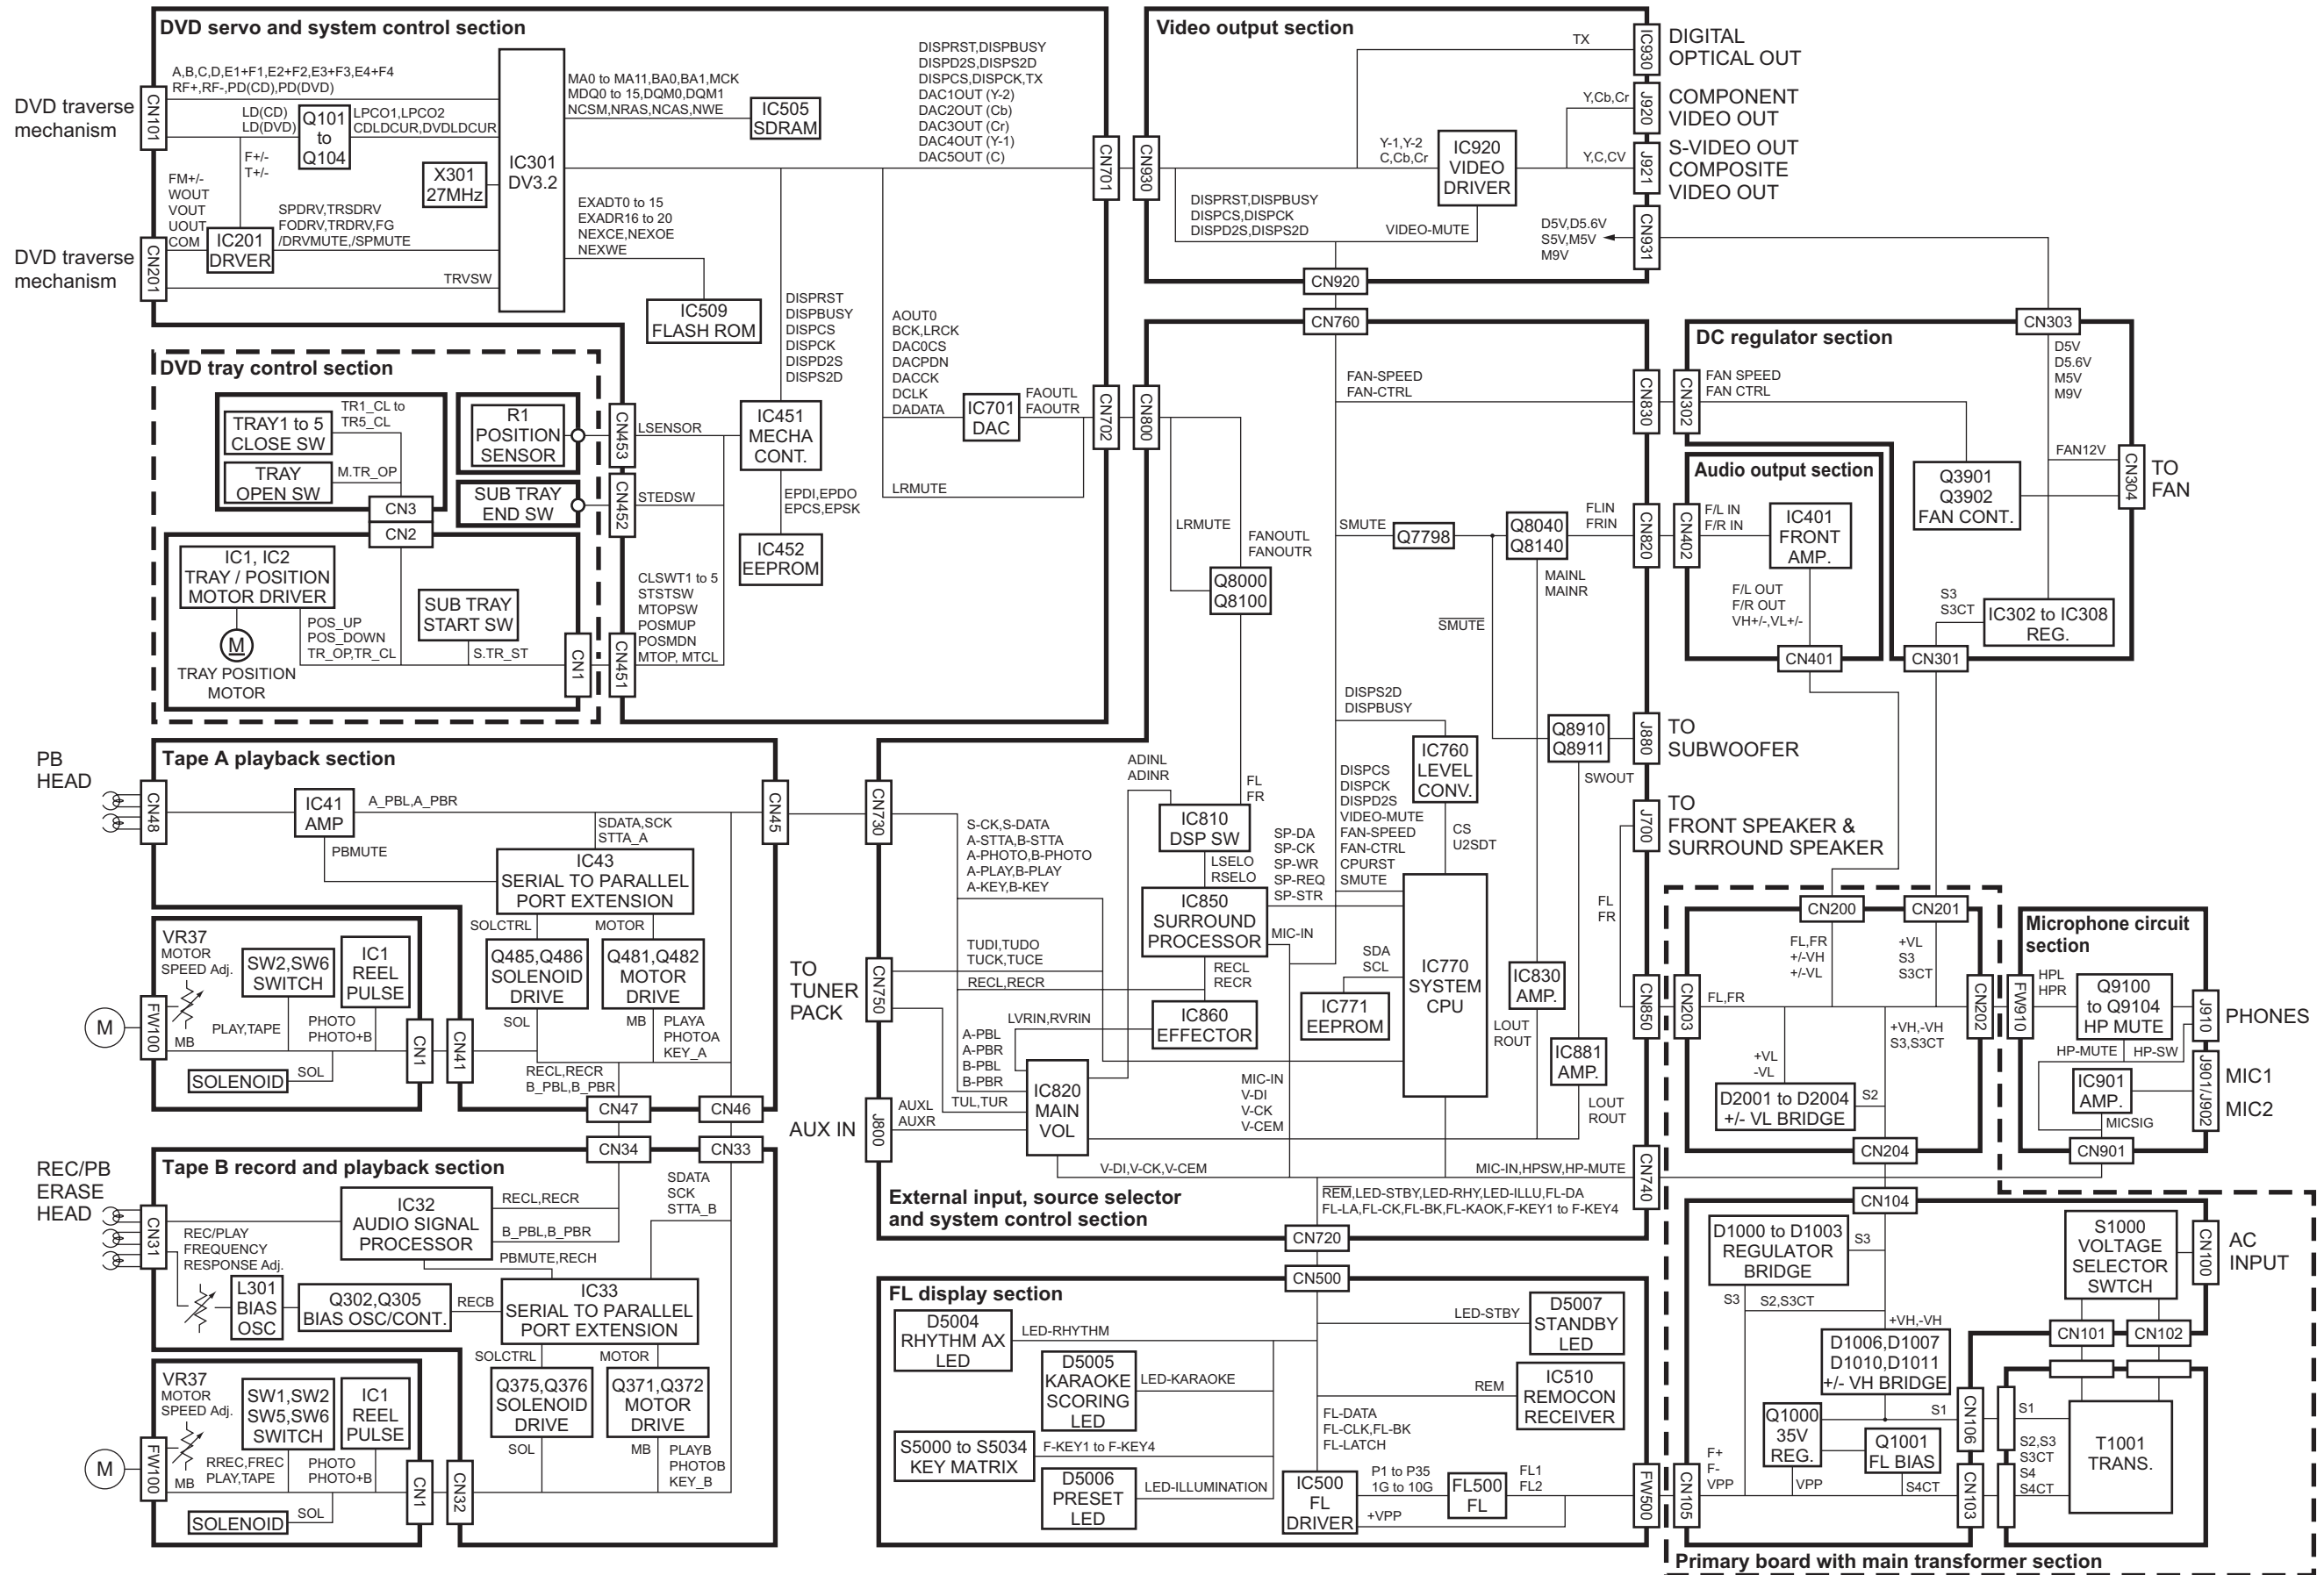 DVD servo and system control section
DVD traverse
mechanism
CN101
A,B,C,D,E1+F1,E2+F2,E3+F3,E4+F4
RF+,RF-,PD(CD),PD(DVD)
LD(CD)
LD(DVD)
Q101
to
Q104
LPCO1,LPCO2
CDLDCUR,DVDLDCUR
F+/-
T+/-
X301
27MHz
IC301
DV3.2
FM+/-
WOUT
VOUT
UOUT
COM
IC201
DRVER
SPDRV,TRSDRV
FODRV,TRDRV,FG
/DRVMUTE,/SPMUTE
DVD traverse
mechanism
CN201
TRVSW
MA0 to MA11,BA0,BA1,MCK
MDQ0 to 15,DQM0,DQM1
NCSM,NRAS,NCAS,NWE
IC505
SDRAM
EXADT0 to 15
EXADR16 to 20
NEXCE,NEXOE
NEXWE
IC509
FLASH ROM
DISPRST,DISPBUSY
DISPD2S,DISPS2D
DISPCS,DISPCK,TX
DAC1OUT (Y-2)
DAC2OUT (Cb)
DAC3OUT (Cr)
DAC4OUT (Y-1)
DAC5OUT (C)
CN701
DISPRST
DISPBUSY
DISPCS
DISPCK
DISPD2S
DISPS2D
AOUT0
BCK,LRCK
DAC0CS
DACPDN
DACCK
DCLK
DADATA
IC701
DAC
FAOUTL
FAOUTR
CN702
LRMUTE
IC451
MECHA
CONT.
EPDI,EPDO
EPCS,EPSK
IC452
EEPROM
CN453
LSENSOR
CN452
STEDSW
CLSWT1 to 5
STSTSW
MTOPSW
POSMUP
POSMDN
MTOP, MTCL
CN451
DVD tray control section
TRAY1 to 5
CLOSE SW
TR1_CL to
TR5_CL
TRAY
OPEN SW
M.TR_OP
CN3
R1
POSITION
SENSOR
SUB TRAY
END SW
CN2
IC1, IC2
TRAY / POSITION
MOTOR DRIVER
M
TRAY POSITION
MOTOR
POS_UP
POS_DOWN
TR_OP,TR_CL
SUB TRAY
START SW
S.TR_ST
CN1
Video output section
CN930
TX
IC930
DIGITAL
OPTICAL OUT
Y,Cb,Cr
J920
COMPONENT
VIDEO OUT
Y-1,Y-2
C,Cb,Cr
IC920
VIDEO
DRIVER
Y,C,CV
J921
S-VIDEO OUT
COMPOSITE
VIDEO OUT
DISPRST,DISPBUSY
DISPCS,DISPCK
DISPD2S,DISPS2D
VIDEO-MUTE
D5V,D5.6V
S5V,M5V
M9V
CN931
CN920
DC regulator section
CN303
D5V
D5.6V
M5V
M9V
CN302
FAN SPEED
FAN CTRL
Q3901
Q3902
FAN CONT.
FAN12V
CN304
TO
FAN
S3
S3CT
IC302 to IC308
REG.
CN301
Audio output section
CN402
F/L IN
F/R IN
IC401
FRONT
AMP.
F/L OUT
F/R OUT
VH+/-,VL+/-
CN401
CN760
CN800
FAN-SPEED
FAN-CTRL
CN830
LRMUTE
FANOUTL
FANOUTR
Q8000
Q8100
SMUTE
Q7798
Q8040
Q8140
FLIN
FRIN
CN820
MAINL
MAINR
SMUTE
DISPS2D
DISPBUSY
IC760
LEVEL
CONV.
Q8910
Q8911
J880
TO
SUBWOOFER
SWOUT
J700
TO
FRONT SPEAKER &
SURROUND SPEAKER
ADINL
ADINR
FL
FR
IC810
DSP SW
LSELO
RSELO
IC850
SURROUND
PROCESSOR
SP-DA
SP-CK
SP-WR
SP-REQ
SP-STR
DISPCS
DISPCK
DISPD2S
VIDEO-MUTE
FAN-SPEED
FAN-CTRL
CPURST
SMUTE
CS
U2SDT
MIC-IN
RECL
RECR
IC860
EFFECTOR
SDA
SCL
IC771
EEPROM
IC770
SYSTEM
CPU
IC830
AMP.
LOUT
ROUT
IC881
AMP.
LOUT
ROUT
FL
FR
CN850
CN730
S-CK,S-DATA
A-STTA,B-STTA
A-PHOTO,B-PHOTO
A-PLAY,B-PLAY
A-KEY,B-KEY
TO
TUNER
PACK
CN750
TUDI,TUDO
TUCK,TUCE
RECL,RECR
LVRIN,RVRIN
A-PBL
A-PBR
B-PBL
B-PBR
TUL,TUR
IC820
MAIN
VOL
AUX IN
J800
AUXL
AUXR
MIC-IN
V-DI
V-CK
V-CEM
V-DI,V-CK,V-CEM
MIC-IN,HPSW,HP-MUTE
CN740
External input, source selector
and system control section
REM,LED-STBY,LED-RHY,LED-ILLU,FL-DA
FL-LA,FL-CK,FL-BK,FL-KAOK,F-KEY1 to F-KEY4
CN720
Tape A playback section
PB
HEAD
CN48
IC41
AMP
A_PBL,A_PBR
CN45
PBMUTE
SDATA,SCK
STTA_A
IC43
SERIAL TO PARALLEL
PORT EXTENSION
SOLCTRL
MOTOR
Q485,Q486
SOLENOID
DRIVE
Q481,Q482
MOTOR
DRIVE
SOL
MB
PLAYA
PHOTOA
KEY_A
VR37
MOTOR
SPEED Adj.
SW2,SW6
SWITCH
IC1
REEL
PULSE
M
FW100
MB
PLAY,TAPE
PHOTO
PHOTO+B
CN1
CN41
SOLENOID
SOL
RECL,RECR
B_PBL,B_PBR
CN47
CN46
CN34
CN33
Tape B record and playback section
REC/PB
ERASE
HEAD
CN31
IC32
AUDIO SIGNAL
PROCESSOR
RECL,RECR
B_PBL,B_PBR
SDATA
SCK
STTA_B
PBMUTE,RECH
REC/PLAY
FREQUENCY
RESPONSE Adj.
L301
BIAS
OSC
Q302,Q305
BIAS OSC/CONT.
RECB
IC33
SERIAL TO PARALLEL
PORT EXTENSION
SOLCTRL
MOTOR
Q375,Q376
SOLENOID
DRIVE
Q371,Q372
MOTOR
DRIVE
SOL
MB
PLAYB
PHOTOB
KEY_B
VR37
MOTOR
SPEED Adj.
SW1,SW2
SW5,SW6
SWITCH
IC1
REEL
PULSE
M
FW100
MB
RREC,FREC
PLAY,TAPE
PHOTO
PHOTO+B
CN1
CN32
SOLENOID
SOL
FL display section
CN500
D5004
RHYTHM AX
LED
LED-RHYTHM
D5005
KARAOKE
SCORING
LED
LED-KARAOKE
S5000 to S5034
KEY MATRIX
F-KEY1 to F-KEY4
D5006
PRESET
LED
LED-ILLUMINATION
LED-STBY
D5007
STANDBY
LED
REM
IC510
REMOCON
RECEIVER
FL-DATA
FL-CLK,FL-BK
FL-LATCH
IC500
FL
DRIVER
P1 to P35
1G to 10G
FL500
FL
FL1
FL2
+VPP
FW500
CN200
CN201
FL,FR
+/-VH
+/-VL
+VL
S3
S3CT
CN203
FL,FR
CN202
+VL
-VL
+VH,-VH
S3,S3CT
D2001 to D2004
+/- VL BRIDGE
S2
CN204
Microphone circuit
section
FW910
HPL
HPR
Q9100
to Q9104
HP MUTE
J910
PHONES
HP-MUTE
HP-SW
IC901
AMP.
J901/J902
MIC1
MIC2
MICSIG
CN901
CN104
D1000 to D1003
REGULATOR
BRIDGE
S3
S3
S2,S3CT
+VH,-VH
D1006,D1007
D1010,D1011
+/- VH BRIDGE
S1000
VOLTAGE
SELECTOR
SWTCH
CN100
AC
INPUT
CN101
CN102
Q1000
35V
REG.
S1
Q1001
FL BIAS
CN106
S1
S2,S3
S3CT
S4
S4CT
T1001
TRANS.
F+
F-
VPP
VPP
S4CT
CN105
CN103
Primary board with main transformer section